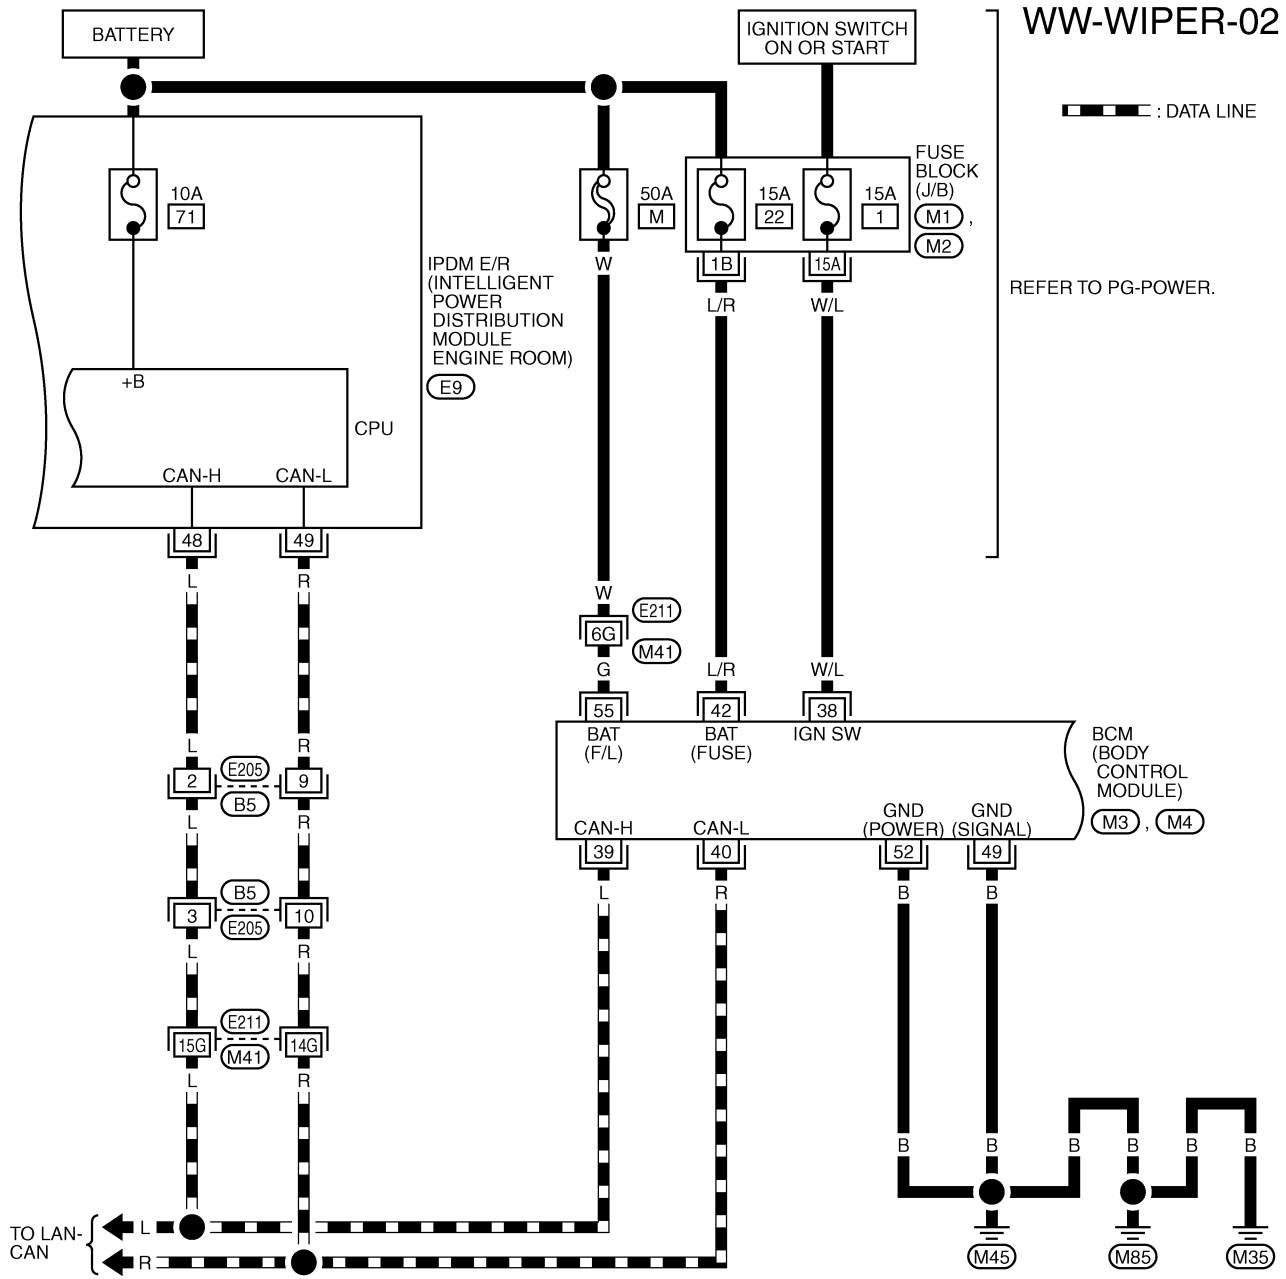 WW-WIPER-02
BATTERY
IGNITION SWITCH
ON OR START
: DATA LINE
10A
71
50A
M
15A
22
15A
1
FUSE
BLOCK
(J/B)
M1 ,
M2
1B
15A
W
L/R
W/L
REFER TO PG-POWER.
IPDM E/R
(INTELLIGENT
POWER
DISTRIBUTION
MODULE
ENGINE ROOM)
E9
+B
CPU
CAN-H
CAN-L
48
49
L
R
W
E211
6G
M41
G
L/R
W/L
55
42
38
BAT
(F/L)
BAT
(FUSE)
IGN SW
BCM
(BODY
CONTROL
MODULE)
M3 , M4
L
R
2
E205
B5
9
L
R
CAN-H
CAN-L
GND
(POWER)
GND
(SIGNAL)
39
40
52
49
L
R
B
B
3
B5
E205
10
L
R
15G
E211
M41
14G
L
R
B
B
B
B
B
B
TO LAN-
CAN
L
R
M45
M85
M35